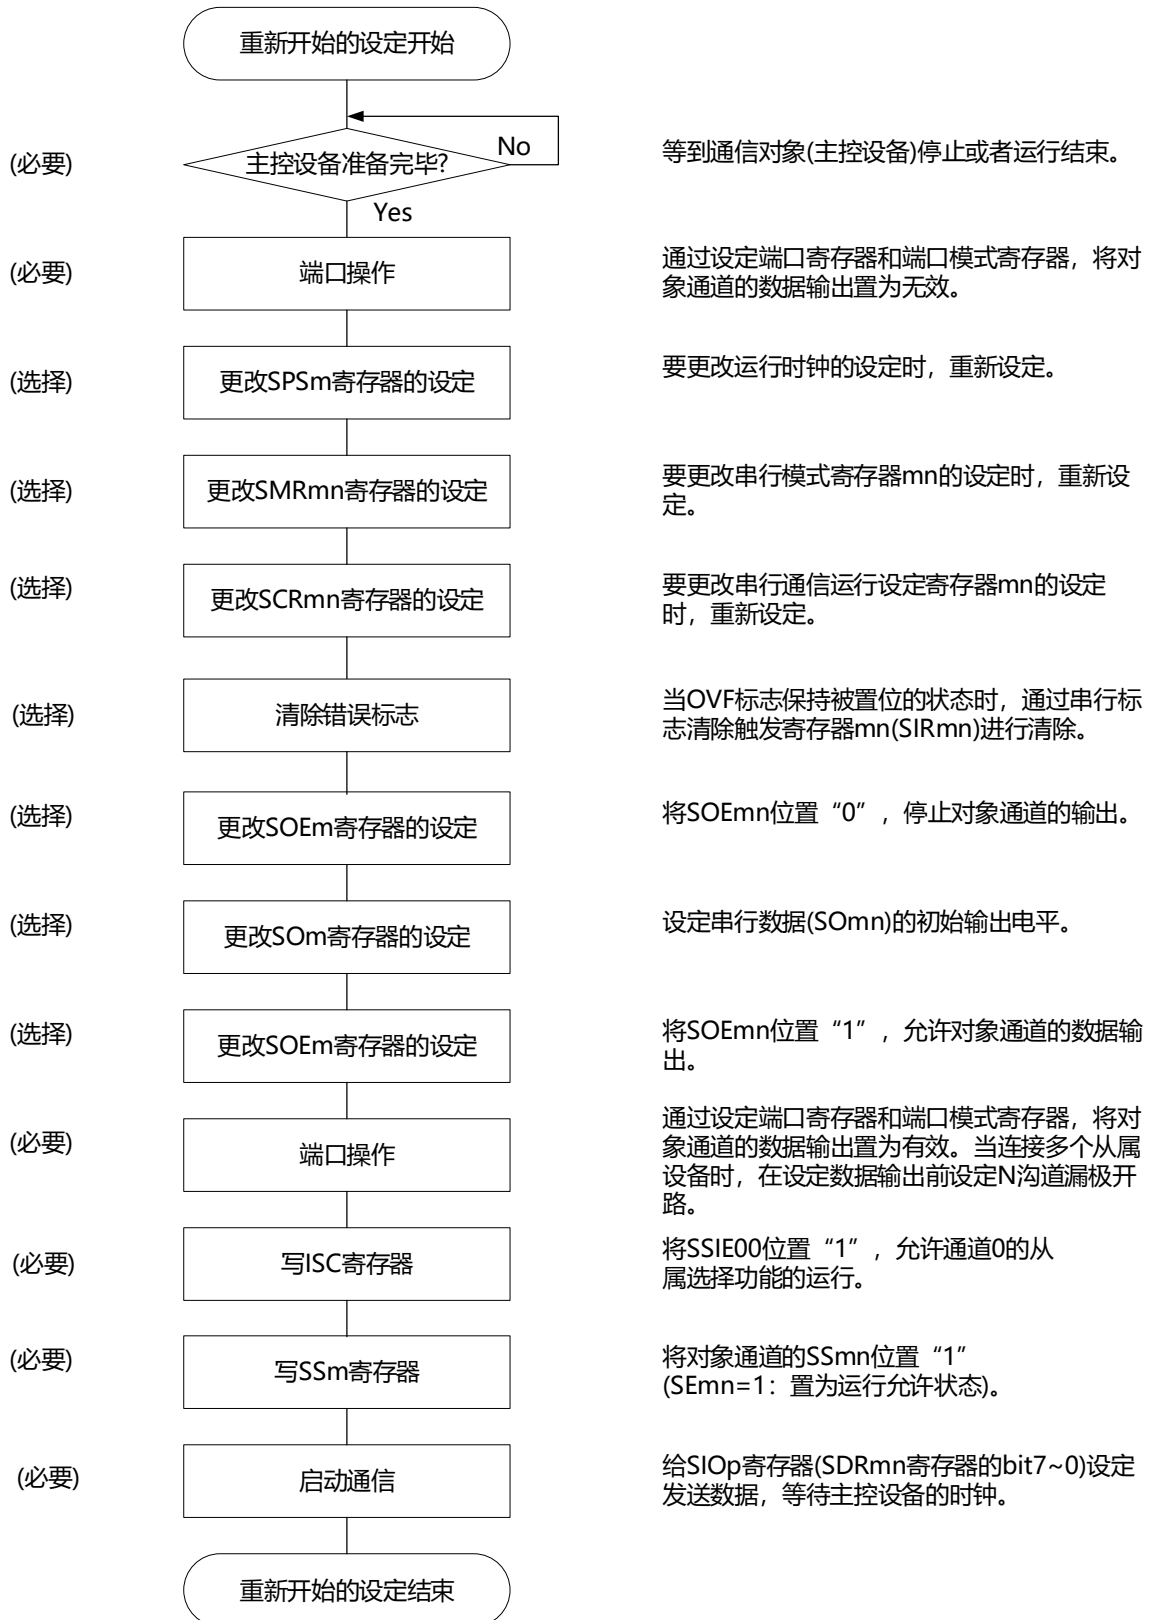 重新开始的设定开始
No
(必要)
主控设备准备完毕?
等到通信对象(主控设备)停止或者运行结束。
Yes
(必要)
端口操作
通过设定端口寄存器和端口模式寄存器，将对
象通道的数据输出置为无效。
(选择)
更改SPSm寄存器的设定
要更改运行时钟的设定时，重新设定。
(选择)
更改SMRmn寄存器的设定
要更改串行模式寄存器mn的设定时，重新设
定。
(选择)
更改SCRmn寄存器的设定
要更改串行通信运行设定寄存器mn的设定
时，重新设定。
(选择)
清除错误标志
当OVF标志保持被置位的状态时，通过串行标
志清除触发寄存器mn(SIRmn)进行清除。
(选择)
更改SOEm寄存器的设定
将SOEmn位置“0”，停止对象通道的输出。
(选择)
更改SOm寄存器的设定
设定串行数据(SOmn)的初始输出电平。
(选择)
更改SOEm寄存器的设定
将SOEmn位置“1”，允许对象通道的数据输
出。
(必要)
端口操作
通过设定端口寄存器和端口模式寄存器，将对
象通道的数据输出置为有效。当连接多个从属
设备时，在设定数据输出前设定N沟道漏极开
路。
(必要)
写ISC寄存器
将SSIE00位置“1”，允许通道0的从
属选择功能的运行。
(必要)
写SSm寄存器
将对象通道的SSmn位置“1”
(SEmn=1：置为运行允许状态)。
(必要)
启动通信
给SIOp寄存器(SDRmn寄存器的bit7~0)设定
发送数据，等待主控设备的时钟。
重新开始的设定结束